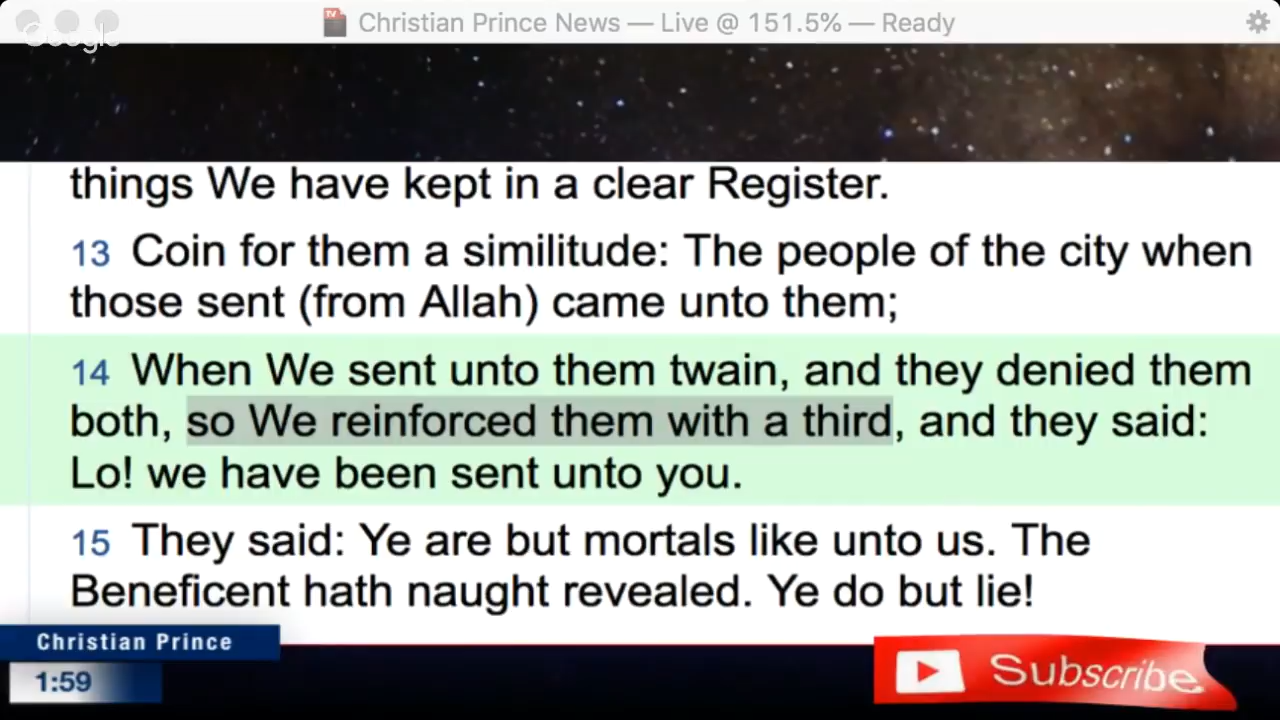 Christian Prince News — Live @ 151.5% — Ready
Google
things We have kept in a clear Register.
13 Coin for them a similitude: The people of the city when
those sent (from Allah) came unto them;
14 When We sent unto them twain, and they denied them
both, so We reinforced them with a third, and they said:
Lo! we have been sent unto you.
15 They said: Ye are but mortals like unto us. The
Beneficent hath naught revealed. Ye do but lie!
Christian Prince
1:59
Subscribe